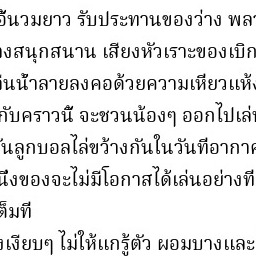 อี้นวมยาว รับประทานของว่าง พลา
งสนุกสนาน เสียงหัวเราะของเบิก
ลืนน้ำลายลงคอด้วยความเหียวแห้ง
กับคราวนี้ จะชวนน้องๆ ออกไปเล่น
ันลูกบอลไล่ขว้างกันในวันที่อากาศ
นึ่งของจะไม่มีโอกาสได้เล่นอย่างที่
ต็มที่
งเงียบๆ ไม่ให้แกรู้ตัว ผอมบางและ